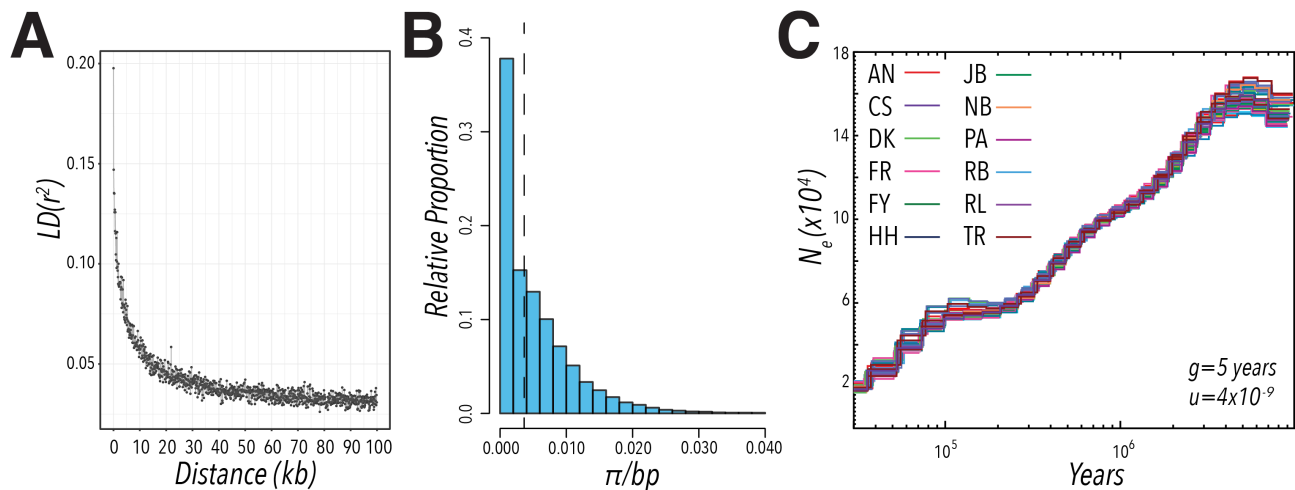 A
LD(r²)
0.20
0.15
0.10
0.05
0 10 20 30 40 50 60 70 80 90 100
Distance (kb)
B
Relative Proportion
0.4
0.3
0.2
0.1
0.0
0.000 0.010 0.020 0.030 0.040
π/bp
C
Nₑ (x10⁴)
18
14
10
6
2
AN JB
CS NB
DK PA
FR RB
FY RL
HH TR
g=5 years
u=4x10⁻⁹
10⁵ 10⁶
Years